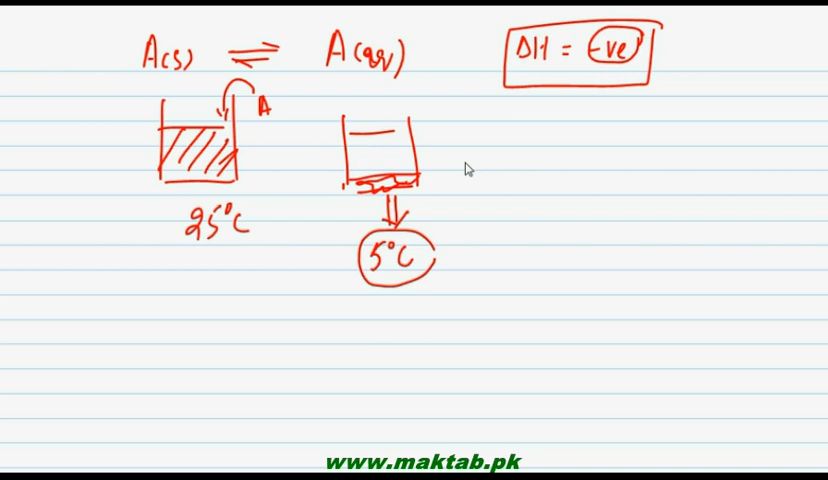 A(s) ⇌ A(aq)
ΔH = -ve
A
25°C
5°C
www.maktab.pk